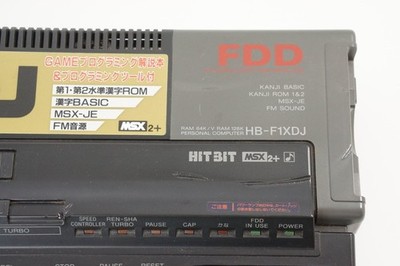 GAMEプログラミング解説本
&プログラミングツール付
第1・第2水準漢字ROM
漢字BASIC
MSX-JE
FM音源
MSX2+
FDD
KANJI BASIC
KANJI ROM 1&2
MSX-JE
FM SOUND
RAM 64K / V RAM 128K
PERSONAL COMPUTER HB-F1XDJ
HITBIT MSX2+
SPEED CONTROLLER
REN-SHA TURBO
PAUSE
CAP
かな
FDD IN USE
POWER
TURBO